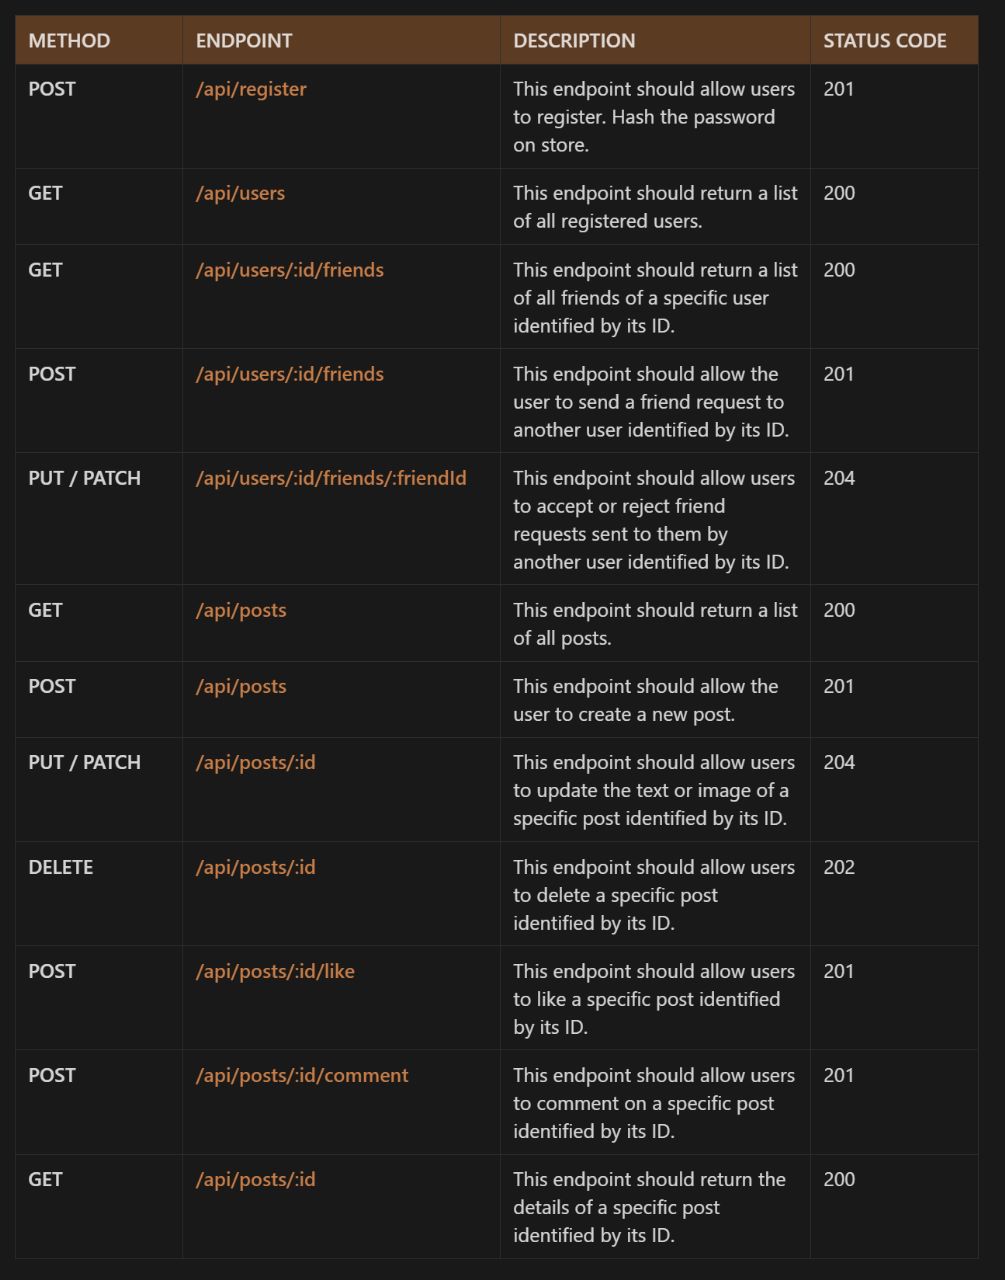 METHOD ENDPOINT DESCRIPTION STATUS CODE
POST /api/register This endpoint should allow users 201
to register. Hash the password
on store.
GET /api/users This endpoint should return a list 200
of all registered users.
GET /api/users/:id/friends This endpoint should return a list 200
of all friends of a specific user
identified by its ID.
POST /api/users/:id/friends This endpoint should allow the 201
user to send a friend request to
another user identified by its ID.
PUT / PATCH /api/users/:id/friends/:friendId This endpoint should allow users 204
to accept or reject friend
requests sent to them by
another user identified by its ID.
GET /api/posts This endpoint should return a list 200
of all posts.
POST /api/posts This endpoint should allow the 201
user to create a new post.
PUT / PATCH /api/posts/:id This endpoint should allow users 204
to update the text or image of a
specific post identified by its ID.
DELETE /api/posts/:id This endpoint should allow users 202
to delete a specific post
identified by its ID.
POST /api/posts/:id/like This endpoint should allow users 201
to like a specific post identified
by its ID.
POST /api/posts/:id/comment This endpoint should allow users 201
to comment on a specific post
identified by its ID.
GET /api/posts/:id This endpoint should return the 200
details of a specific post
identified by its ID.